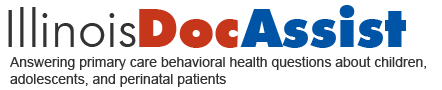 IllinoisDocAssist
Answering primary care behavioral health questions about children,
adolescents, and perinatal patients